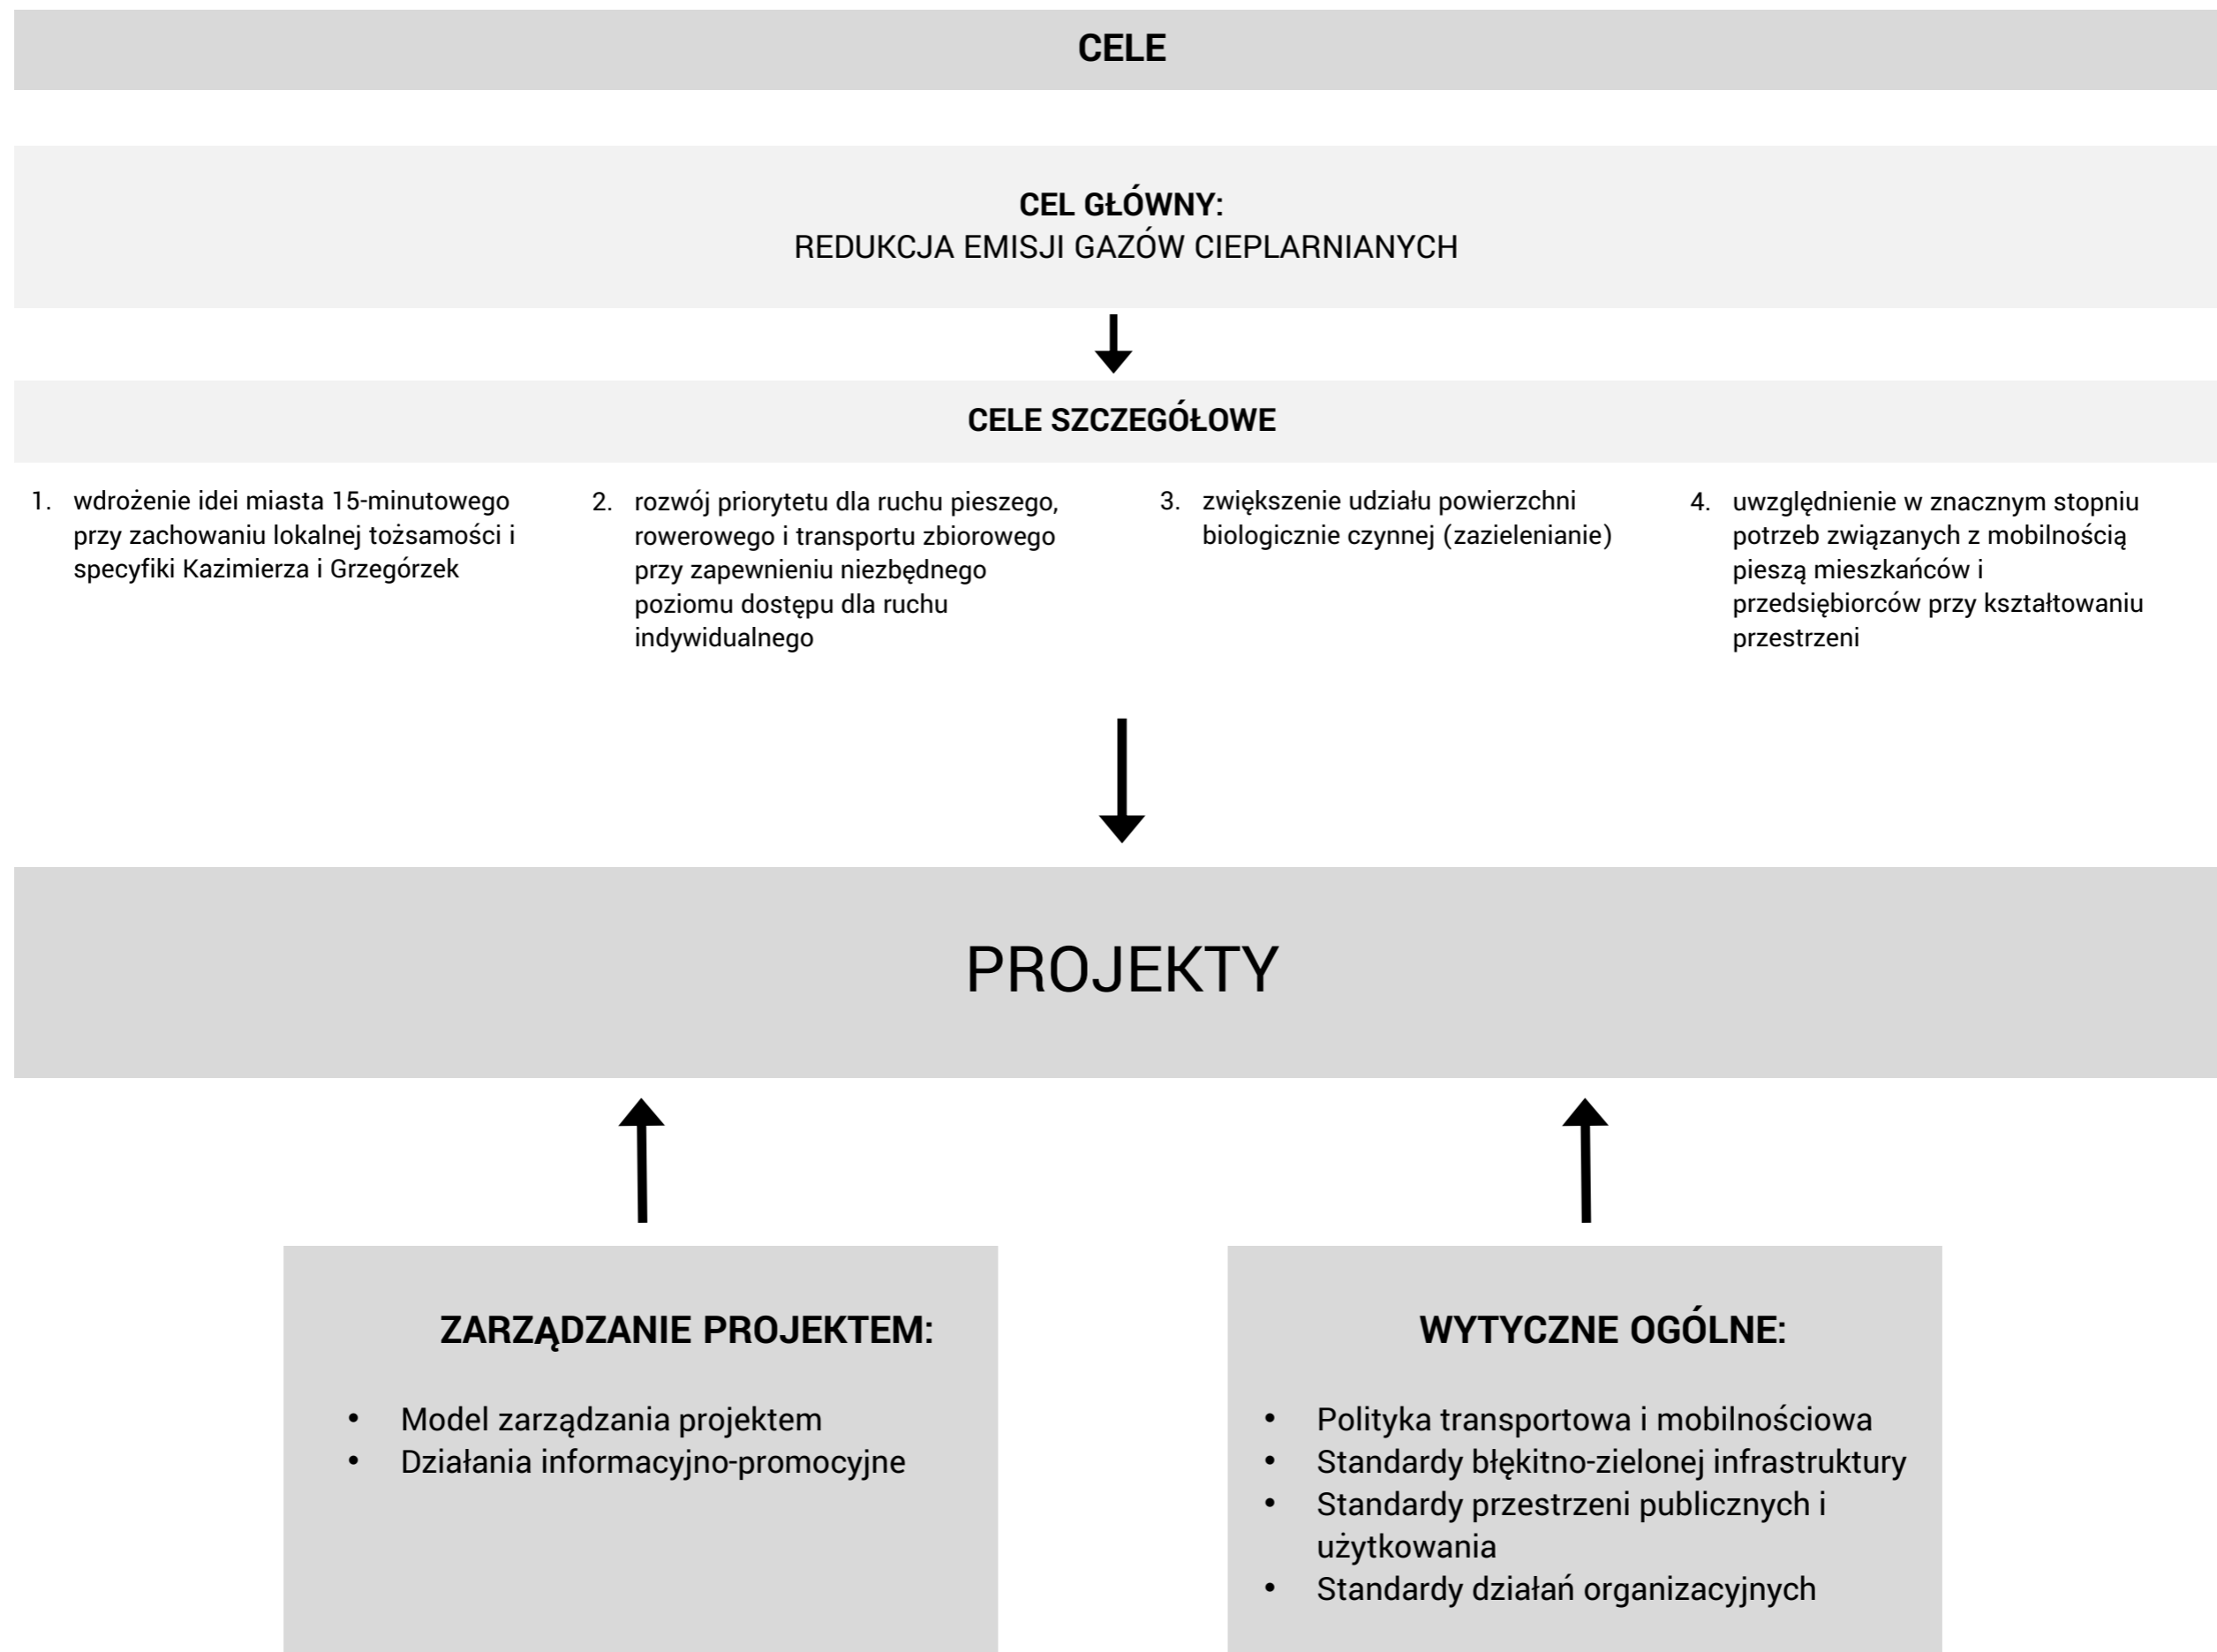 CELE
CEL GŁÓWNY:
REDUKCJA EMISJI GAZÓW CIEPLARNIANYCH
CELE SZCZEGÓŁOWE
1. wdrożenie idei miasta 15-minutowego
przy zachowaniu lokalnej tożsamości i
specyfiki Kazimierza i Grzegórzek
2. rozwój priorytetu dla ruchu pieszego,
rowerowego i transportu zbiorowego
przy zapewnieniu niezbędnego
poziomu dostępu dla ruchu
indywidualnego
3. zwiększenie udziału powierzchni
biologicznie czynnej (zazielenianie)
4. uwzględnienie w znacznym stopniu
potrzeb związanych z mobilnością
pieszą mieszkańców i
przedsiębiorców przy kształtowaniu
przestrzeni
PROJEKTY
ZARZĄDZANIE PROJEKTEM:
• Model zarządzania projektem
• Działania informacyjno-promocyjne
WYTYCZNE OGÓLNE:
• Polityka transportowa i mobilnościowa
• Standardy błękitno-zielonej infrastruktury
• Standardy przestrzeni publicznych i
użytkowania
• Standardy działań organizacyjnych